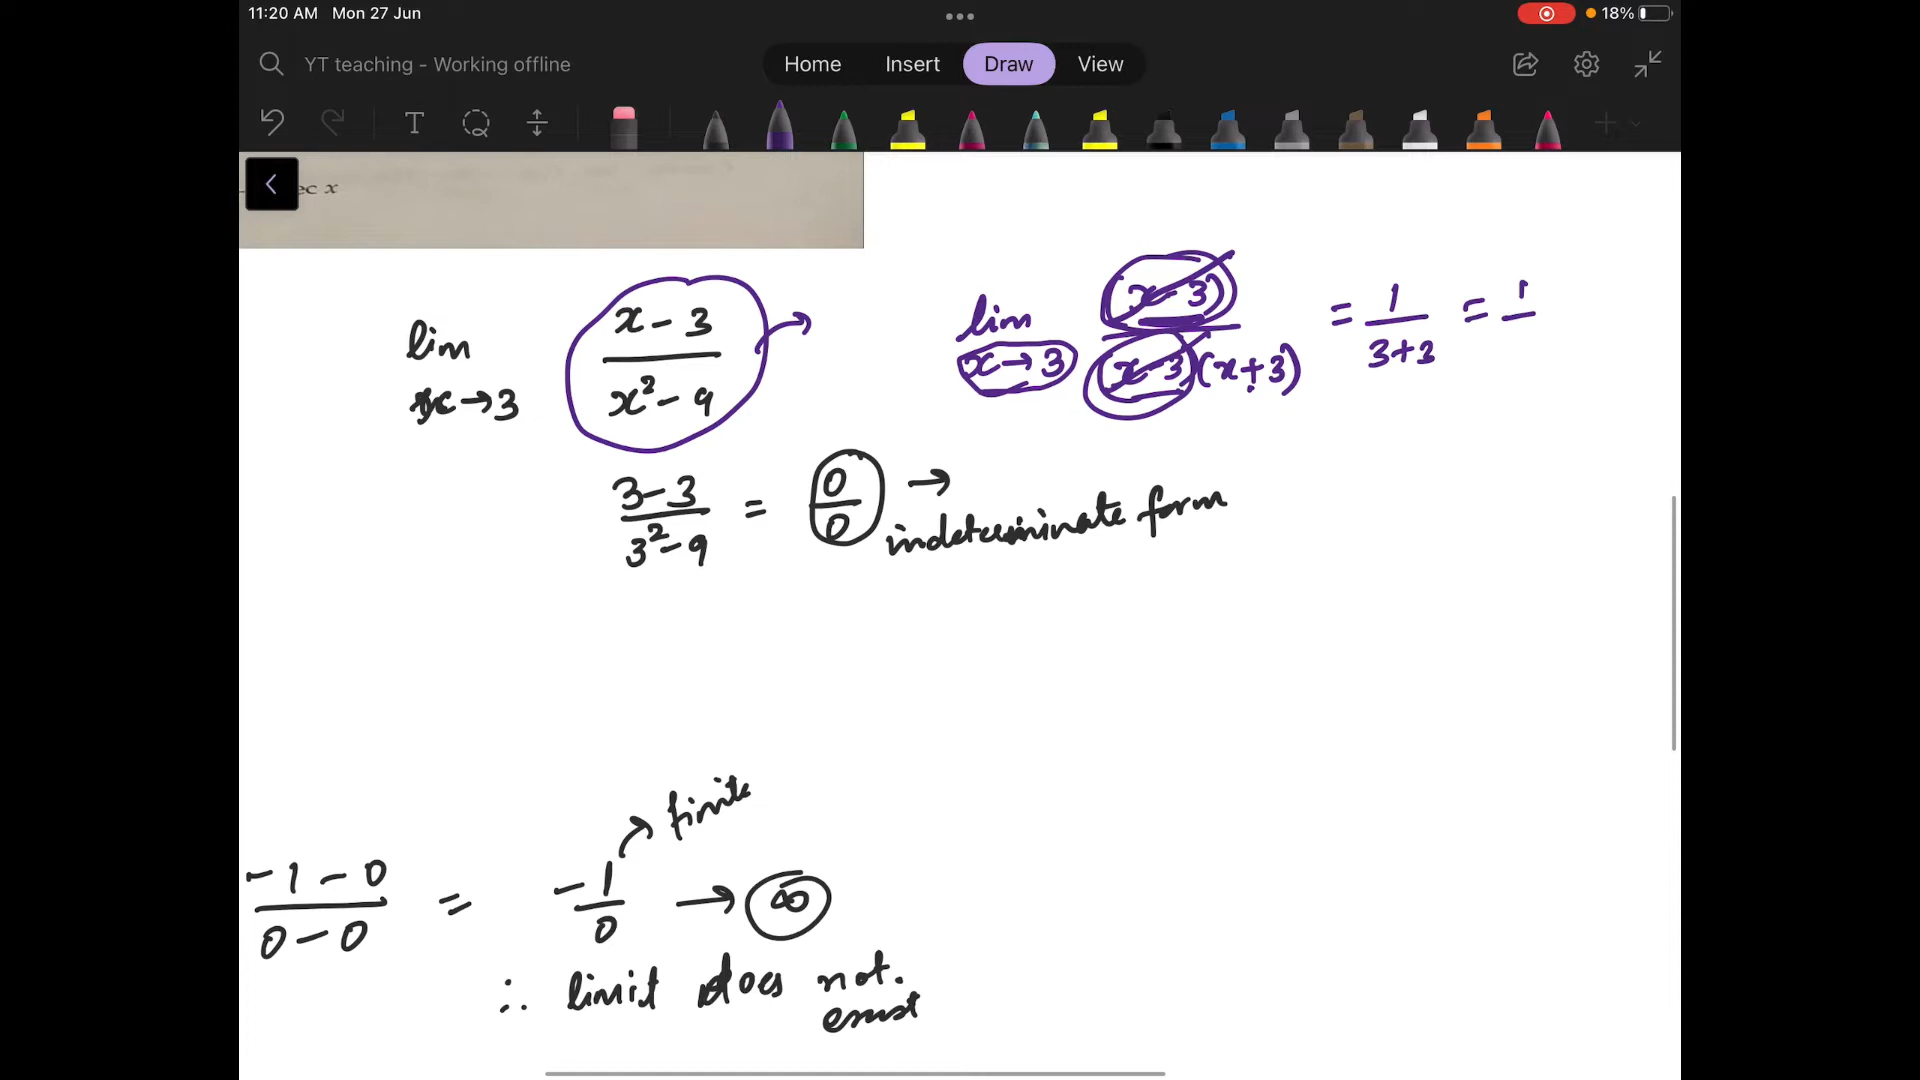 11:20 AM Mon 27 Jun
18%
YT teaching - Working offline
Home Insert Draw View
T
ec x
lim x→3 (x-3)/(x²-9)
lim x→3 (x-3)/((x-3)(x+3)) = 1/(3+3) = 1/
(3-3)/(3²-9) = 0/0 → indeterminate form
finite
(-1-0)/(0-0) = -1/0 → ∞
∴ limit does not.
exist